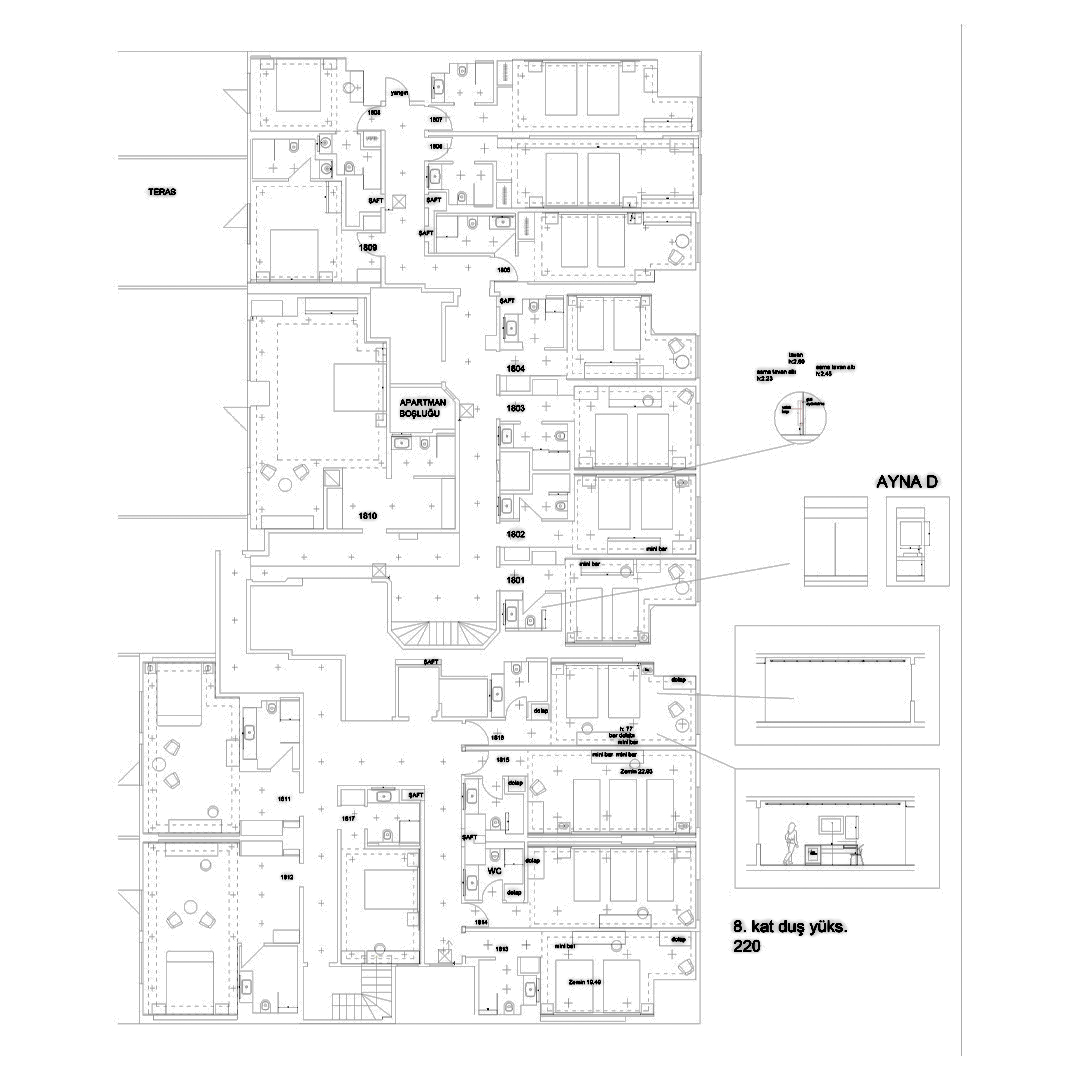 yangın
1808
1807
1806
TERAS
ŞAFT
ŞAFT
ŞAFT
1809
1805
ŞAFT
1804
tavan
h:2.60
asma tavan altı
h:2.23
asma tavan altı
h:2.45
APARTMAN
BOŞLUĞU
1803
AYNA D
1810
1802
mini bar
mini bar
1801
ŞAFT
dolap
dolap
h: 77
bar dolabı
mini bar
1816
mini bar mini bar
1815
Zemin 22.93
dolap
1811
ŞAFT
1817
ŞAFT
dolap
WC
1812
dolap
1814
8. kat duş yüks.
220
dolap
mini bar
1813
Zemin 19.49